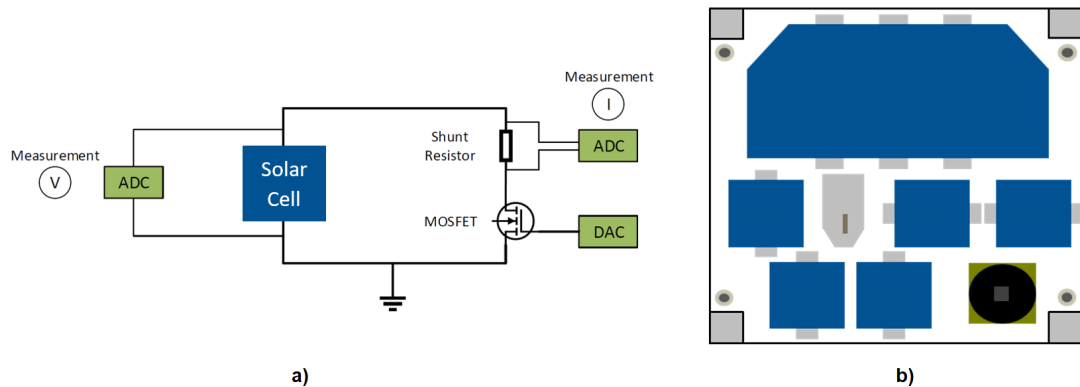 Measurement
I
Shunt
Resistor
ADC
Measurement
V
ADC
Solar
Cell
MOSFET
DAC
a)
b)